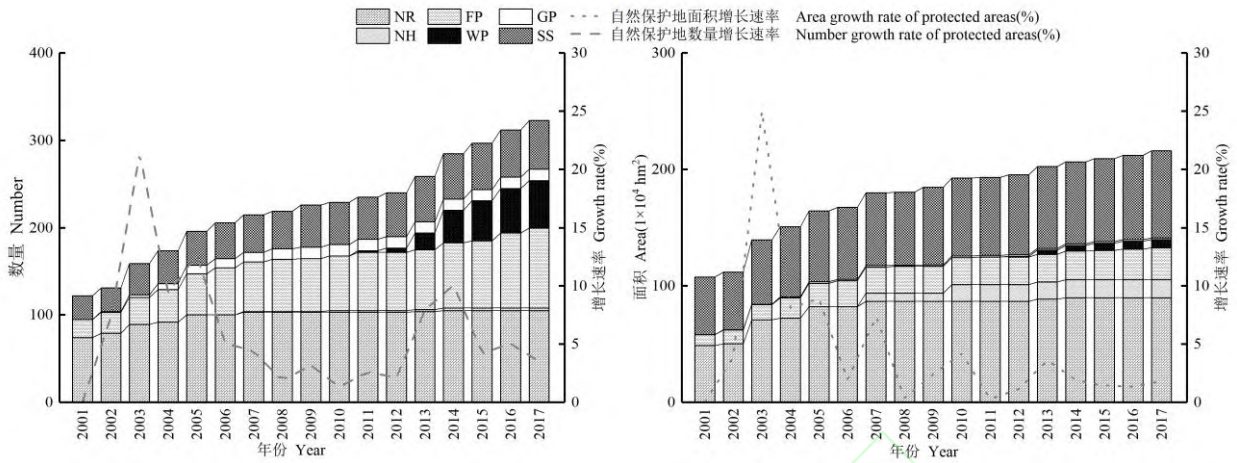 NR FP GP 自然保护地面积增长速率 Area growth rate of protected areas(%)
NH WP SS 自然保护地数量增长速率 Number growth rate of protected areas(%)
400
300
200
100
0
数量 Number
30
25
20
15
10
5
0
增长速率 Growth rate(%)
2001 2002 2003 2004 2005 2006 2007 2008 2009 2010 2011 2012 2013 2014 2015 2016 2017
年份 Year
300
200
100
0
面积 Area(1×10⁴ hm²)
30
25
20
15
10
5
0
增长速率 Growth rate(%)
2001 2002 2003 2004 2005 2006 2007 2008 2009 2010 2011 2012 2013 2014 2015 2016 2017
年份 Year